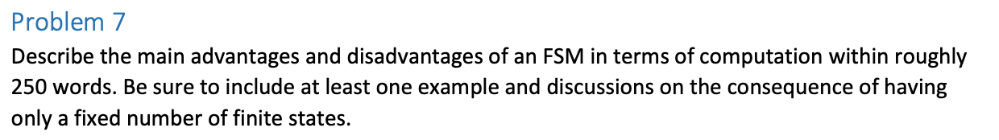 Problem 7
Describe the main advantages and disadvantages of an FSM in terms of computation within roughly
250 words. Be sure to include at least one example and discussions on the consequence of having
only a fixed number of finite states.